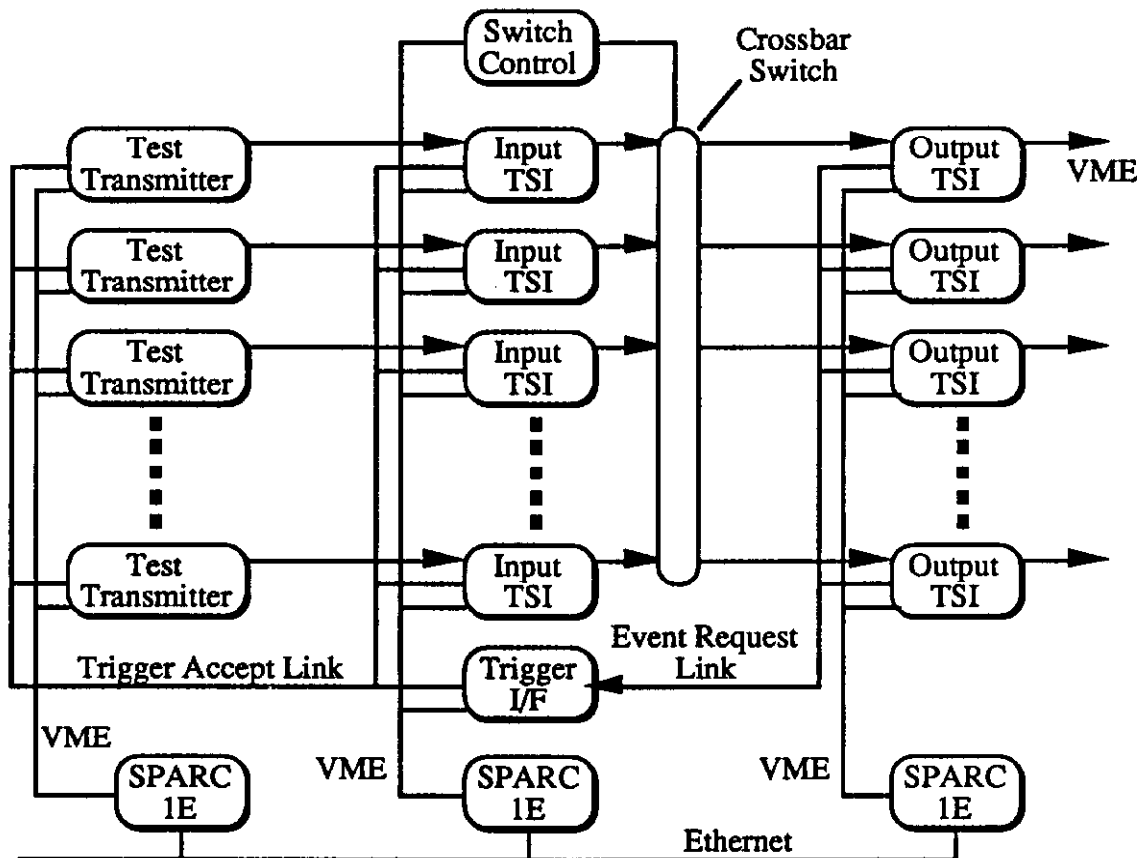 Switch
Control
Crossbar
Switch
Test
Transmitter
Input
TSI
Output
TSI
VME
Test
Transmitter
Input
TSI
Output
TSI
Test
Transmitter
Input
TSI
Output
TSI
Test
Transmitter
Input
TSI
Output
TSI
Trigger Accept Link
Trigger
I/F
Event Request
Link
VME
SPARC
1E
VME
SPARC
1E
VME
SPARC
1E
Ethernet